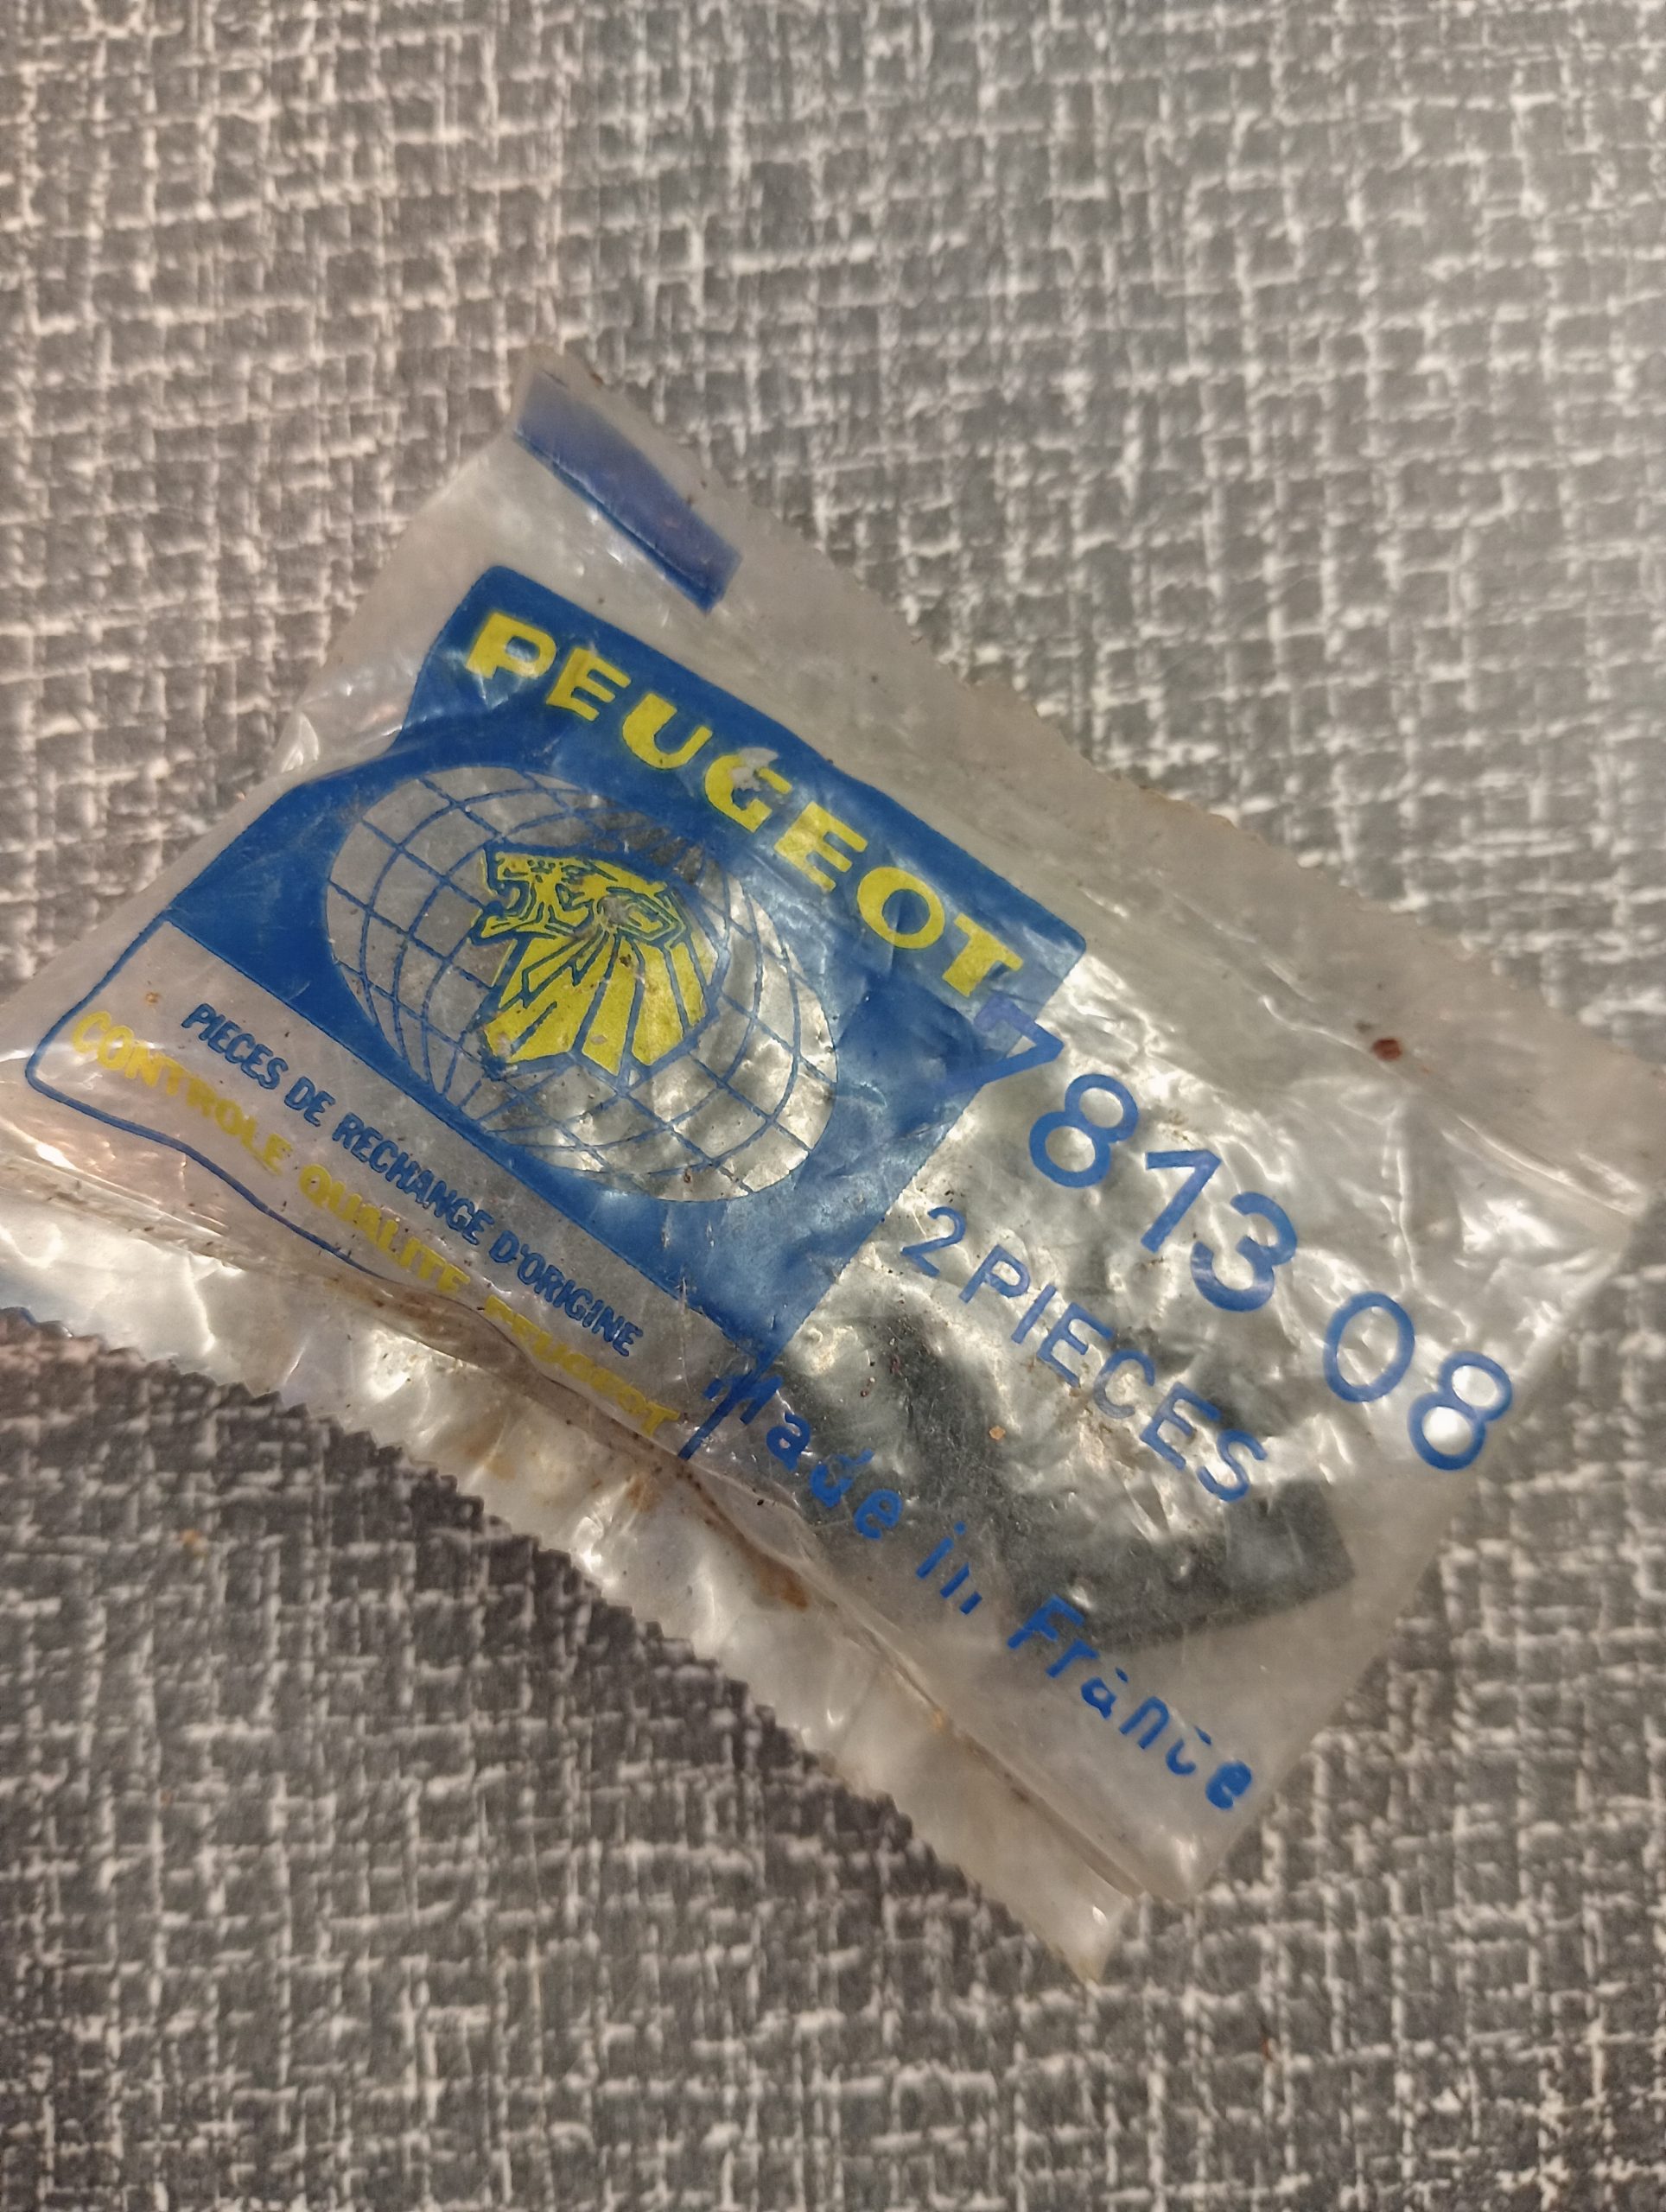 PEUGEOT
PIECES DE RECHANGE D'ORIGINE
CONTROLE QUALITE PEUGEOT
7813 08
2 PIECES
Made in France